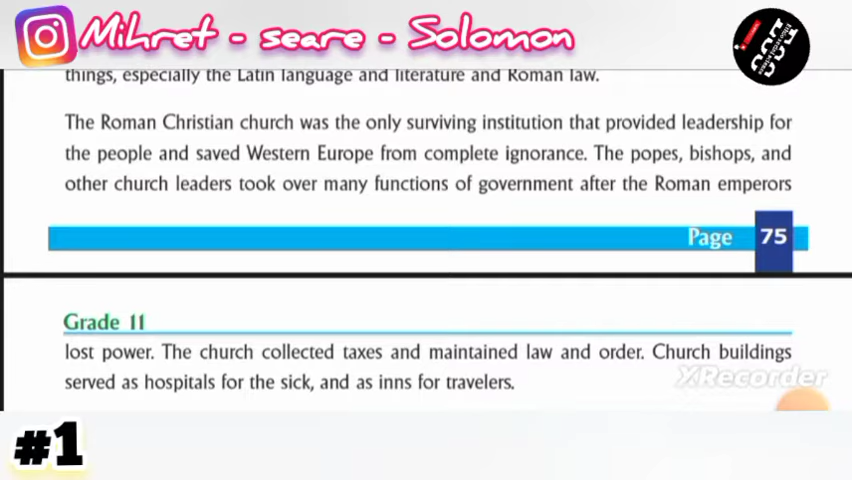 Mihret - seare - Solomon
things, especially the Latin language and literature and Roman law.
The Roman Christian church was the only surviving institution that provided leadership for
the people and saved Western Europe from complete ignorance. The popes, bishops, and
other church leaders took over many functions of government after the Roman emperors
Page 75
Grade 11
lost power. The church collected taxes and maintained law and order. Church buildings
served as hospitals for the sick, and as inns for travelers.
XRecorder
#1